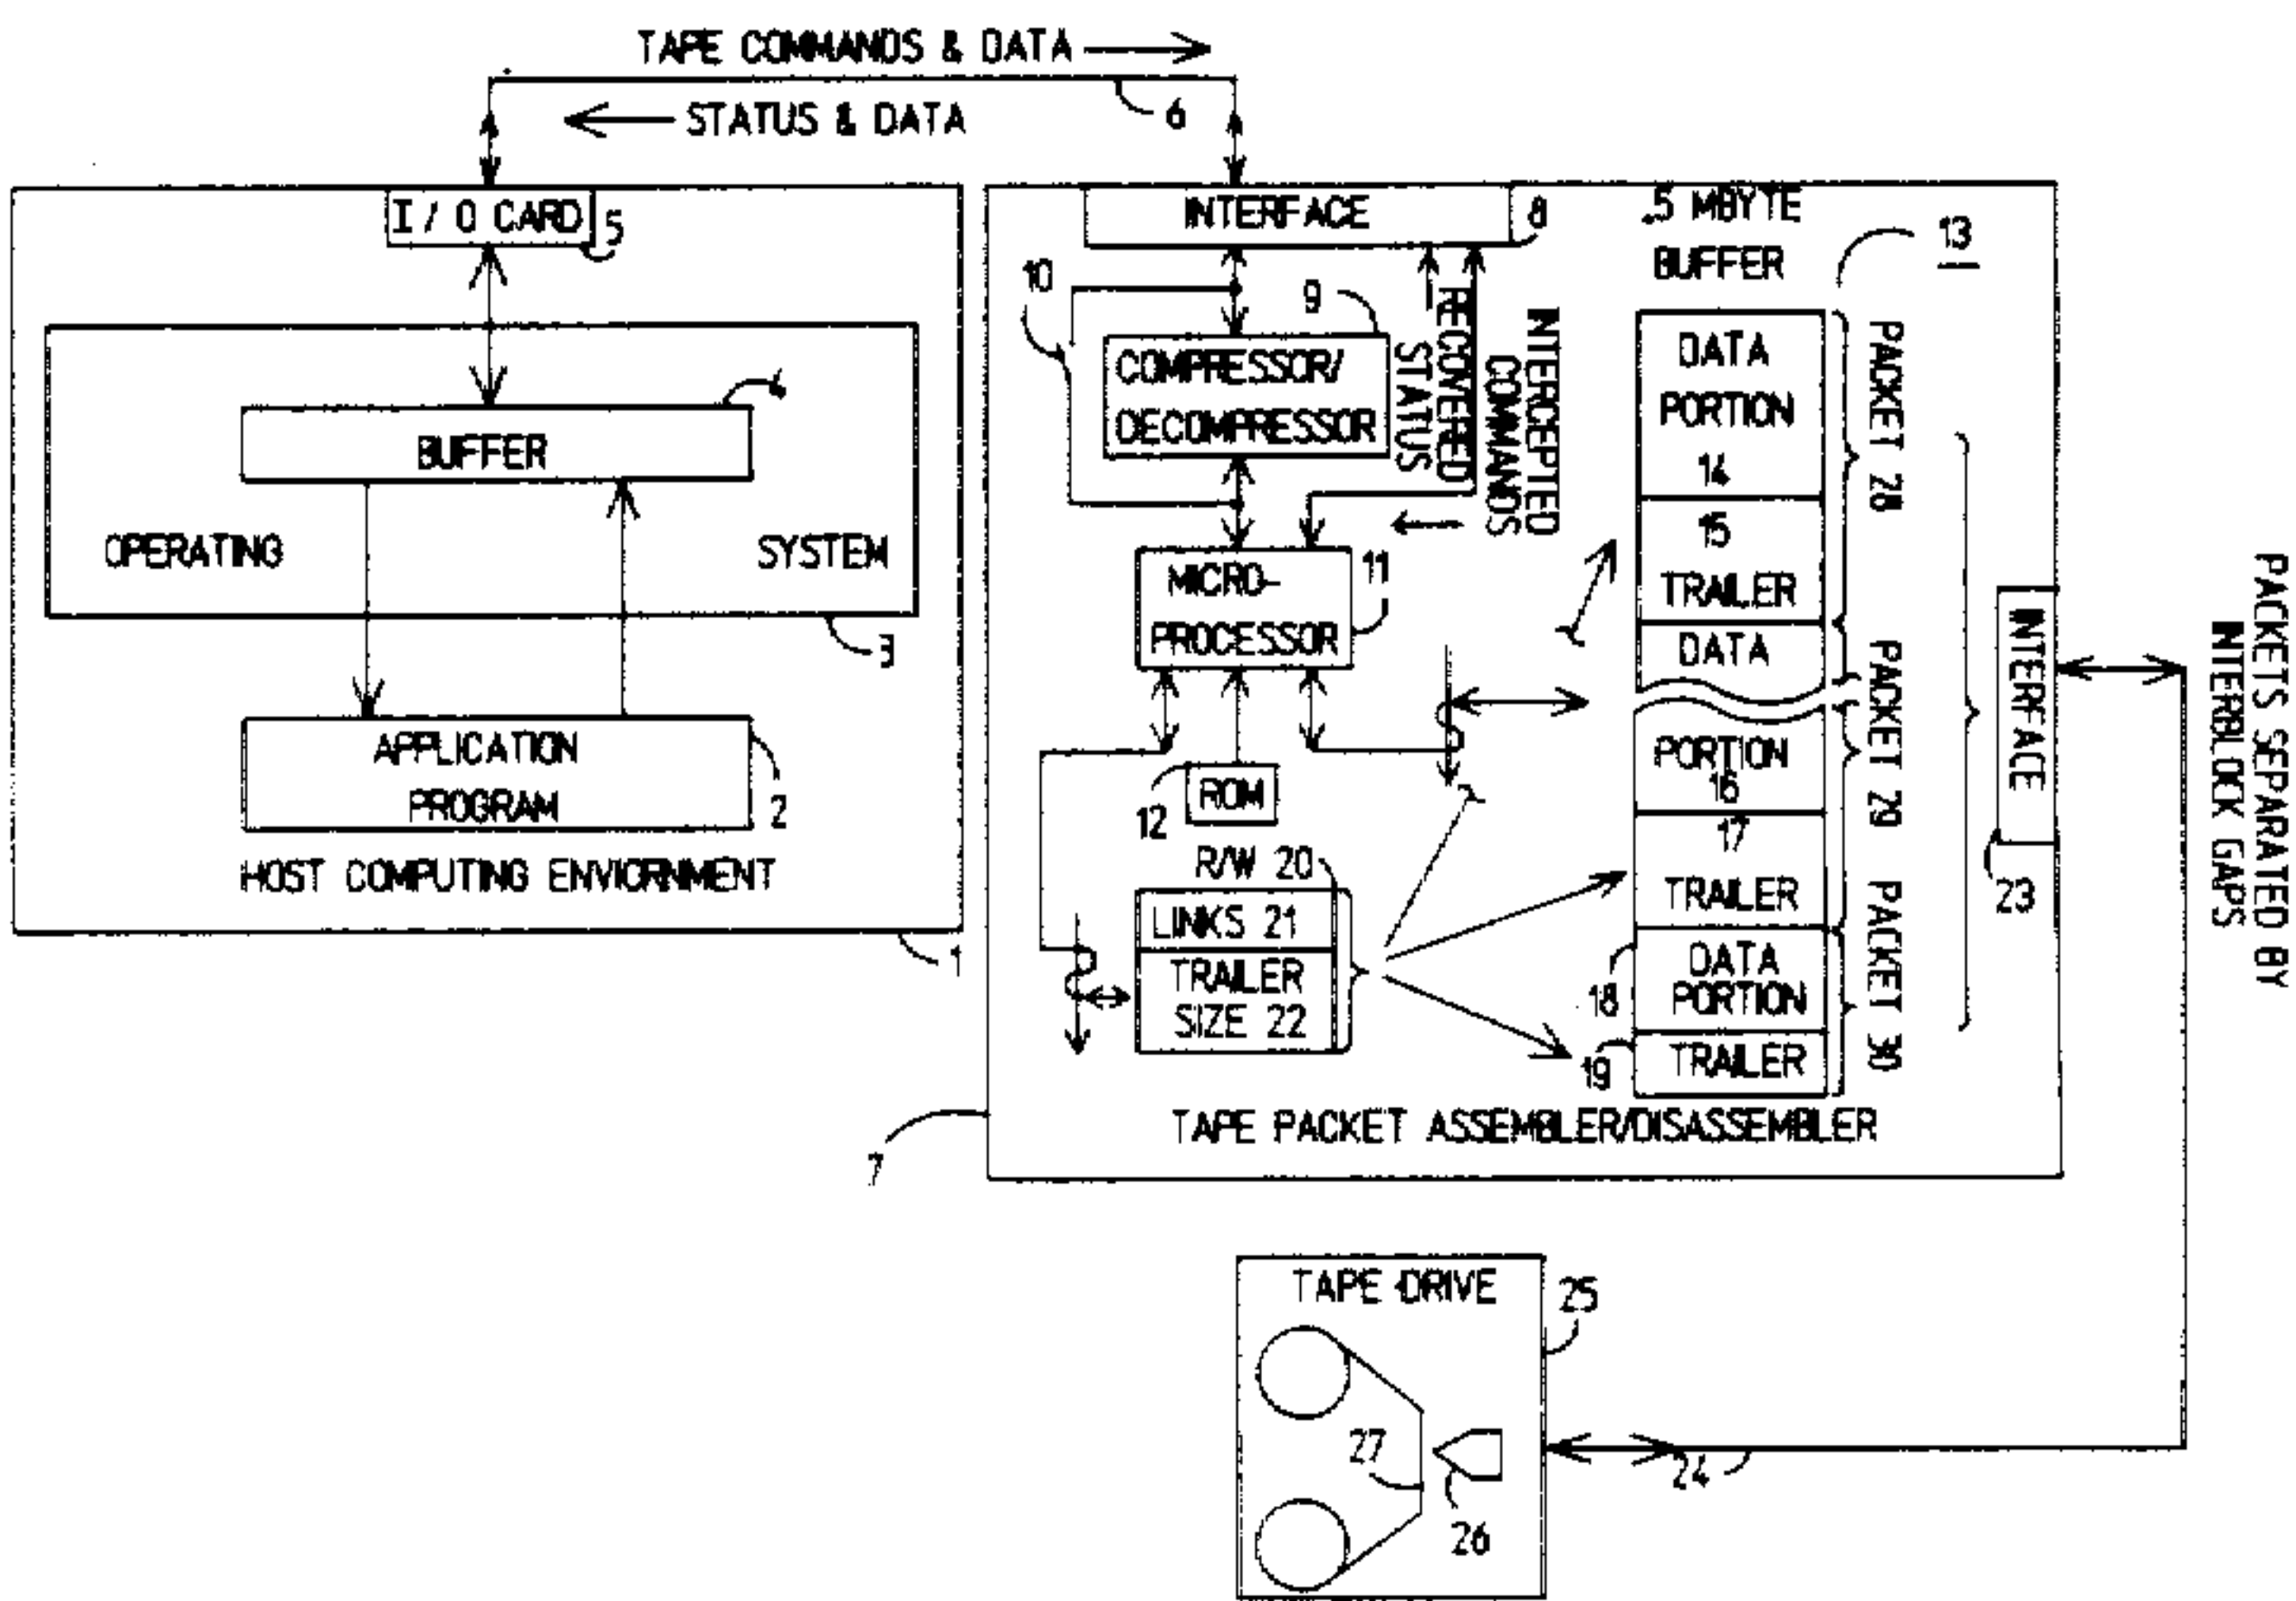 TAPE COMMANDS & DATA
STATUS & DATA
6
I/O CARD
5
4
BUFFER
OPERATING SYSTEM
3
APPLICATION
PROGRAM
2
HOST COMPUTING ENVIORNMENT
1
INTERFACE
8
.5 MBYTE
BUFFER
13
10
9
COMPRESSOR/
DECOMPRESSOR
RECOVERED
STATUS
INTERCEPTED
COMMANDS
MICRO-
PROCESSOR
11
12
ROM
R/W 20
LINKS 21
TRAILER
SIZE 22
DATA
PORTION
14
15
TRAILER
DATA
PORTION
16
17
TRAILER
18
DATA
PORTION
19
TRAILER
PACKET 28
PACKET 29
PACKET 30
INTERFACE
23
PACKETS SEPARATED BY
INTERBLOCK GAPS
TAPE PACKET ASSEMBLER/DISASSEMBLER
7
TAPE DRIVE
25
27
26
24